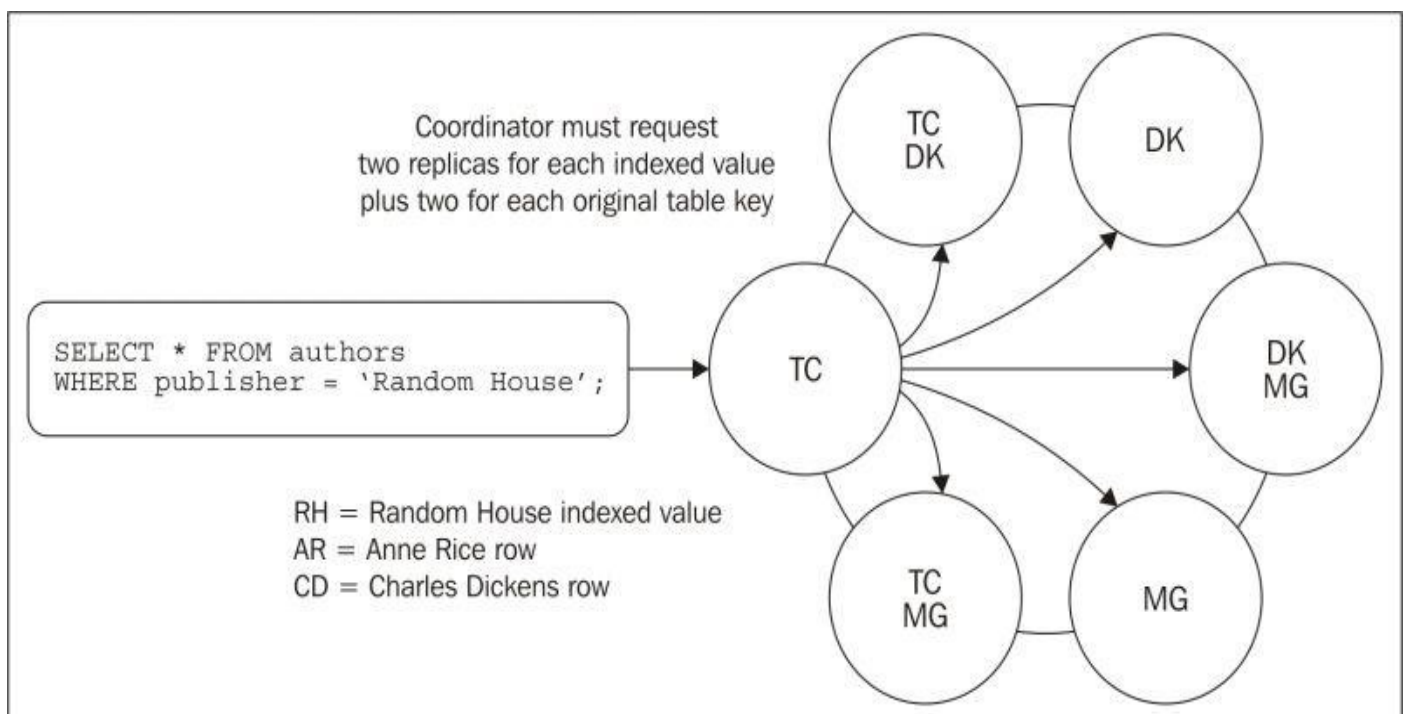 Coordinator must request
two replicas for each indexed value
plus two for each original table key
SELECT * FROM authors
WHERE publisher = ‘Random House’;
RH = Random House indexed value
AR = Anne Rice row
CD = Charles Dickens row
TC
TC
DK
DK
DK
MG
TC
MG
MG